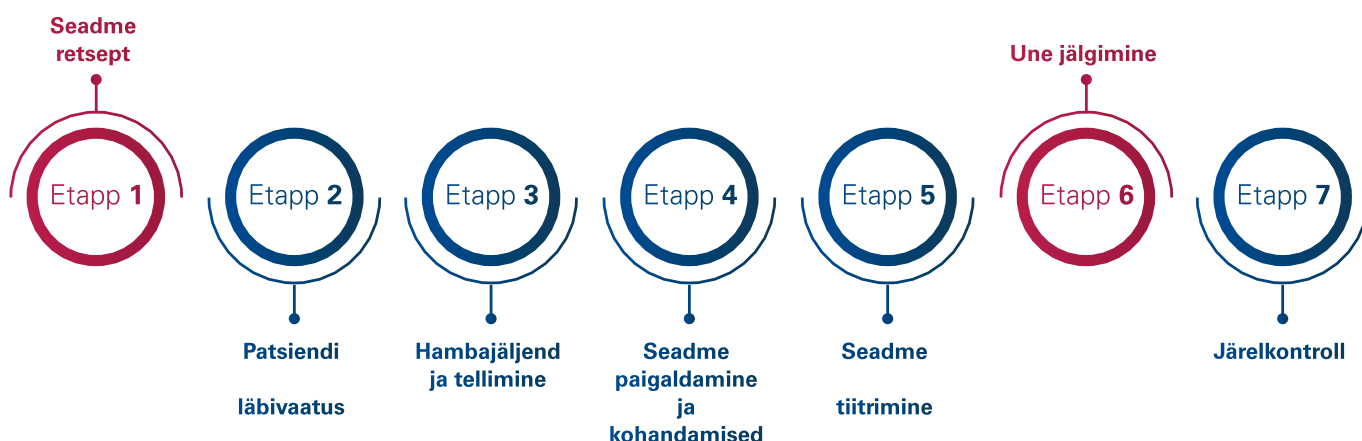 Seadme
retsept
Etapp 1
Etapp 2
Patsiendi
läbivaatus
Etapp 3
Hambajäljend
ja tellimine
Etapp 4
Seadme
paigaldamine
ja
kohandamised
Etapp 5
Seadme
tiitrimine
Une jälgimine
Etapp 6
Etapp 7
Järelkontroll